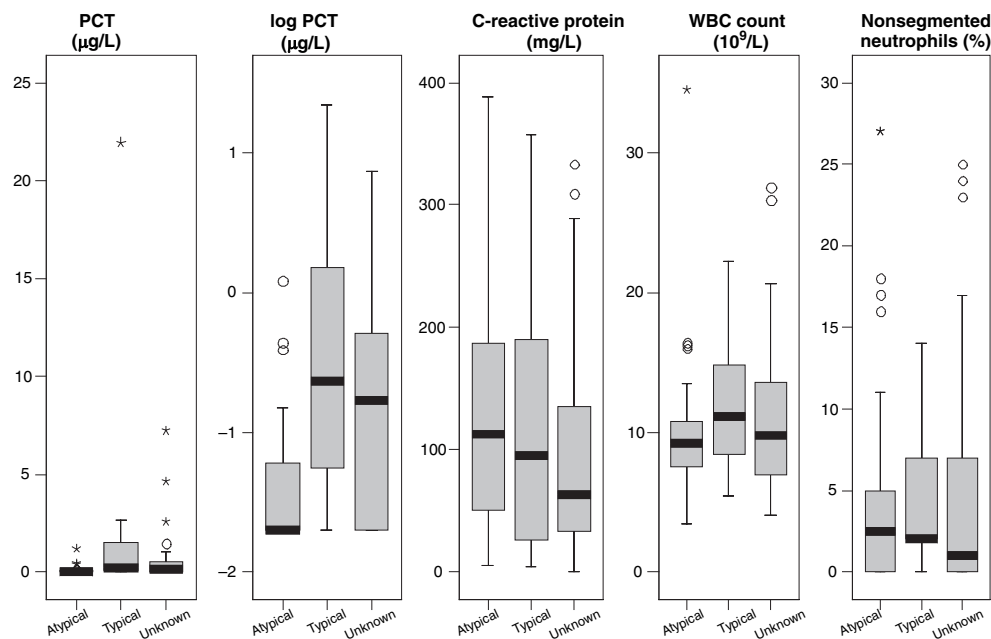 PCT
(μg/L)
log PCT
(μg/L)
C-reactive protein
(mg/L)
WBC count
(10⁹/L)
Nonsegmented
neutrophils (%)
25
20
15
10
5
0
Atypical
Typical
Unknown
1
0
–1
–2
Atypical
Typical
Unknown
400
300
200
100
0
Atypical
Typical
Unknown
30
20
10
0
Atypical
Typical
Unknown
30
25
20
15
10
5
0
Atypical
Typical
Unknown